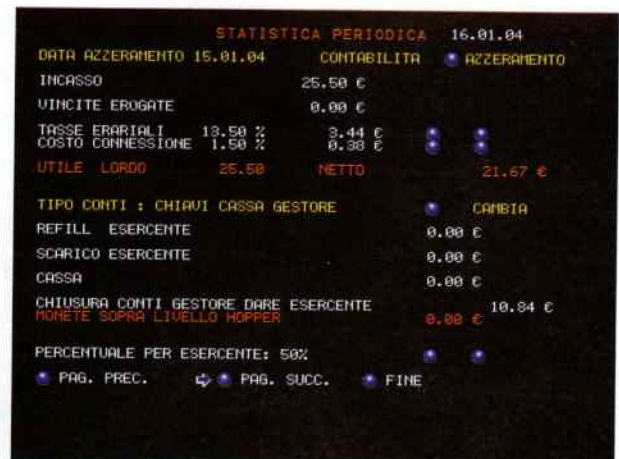 STATISTICA PERIODICA 16.01.04
DATA AZZERAMENTO 15.01.04 CONTABILITA AZZERAMENTO
INCASSO 25.50 €
VINCITE EROGATE 0.00 €
TASSE ERARIALI 13.50 % 3.44 €
COSTO CONNESSIONE 1.50 % 0.38 €
UTILE LORDO 25.50 NETTO 21.67 €
TIPO CONTI : CHIAVI CASSA GESTORE CAMBIA
REFILL ESERCENTE 0.00 €
SCARICO ESERCENTE 0.00 €
CASSA 0.00 €
CHIUSURA CONTI GESTORE DARE ESERCENTE 10.84 €
MONETE SOPRA LIVELLO HOPPER 0.00 €
PERCENTUALE PER ESERCENTE: 50%
PAG. PREC. PAG. SUCC. FINE